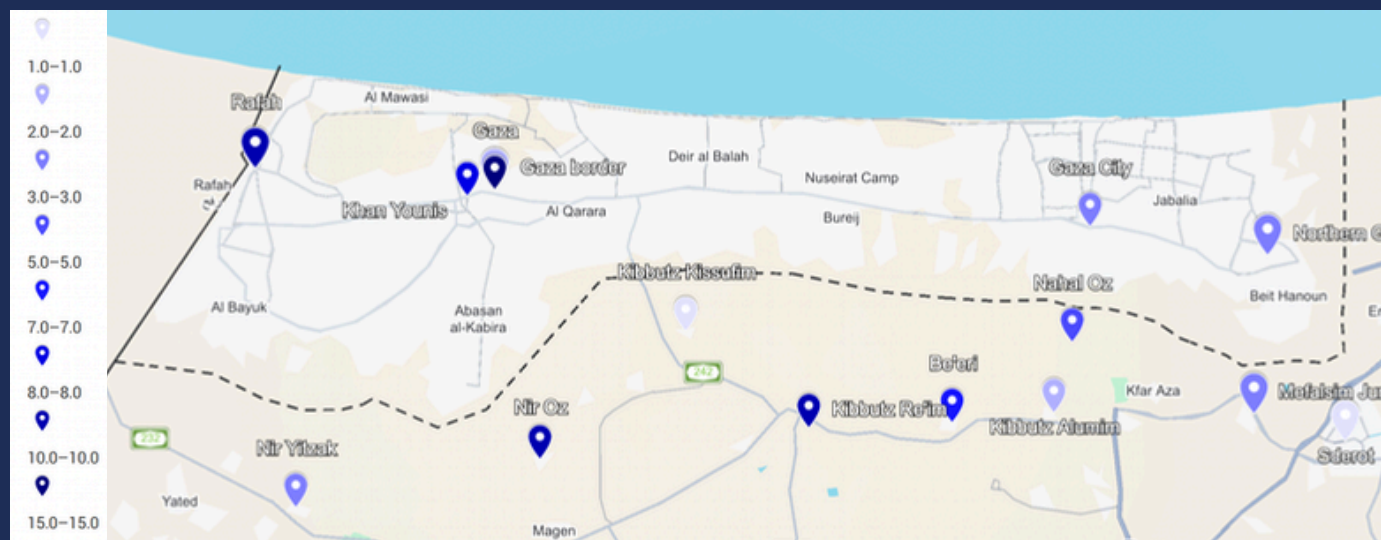 1.0–1.0
2.0–2.0
3.0–3.0
5.0–5.0
7.0–7.0
8.0–8.0
10.0–10.0
15.0–15.0
Rafah
Al Mawasi
Gaza
Gaza border
Deir al Balah
Gaza City
Nuseirat Camp
Rafah
Khan Younis
Al Qarara
Bureij
Jabalia
Northern G
Kibbutz Kissufim
Nahal Oz
Beit Hanoun
Al Bayuk
Abasan
al-Kabira
242
Be'eri
Kfar Aza
Mefalsim Jun
Nir Oz
Kibbutz Re'im
Kibbutz Alumim
232
Nir Yitzak
Sderot
Yated
Magen